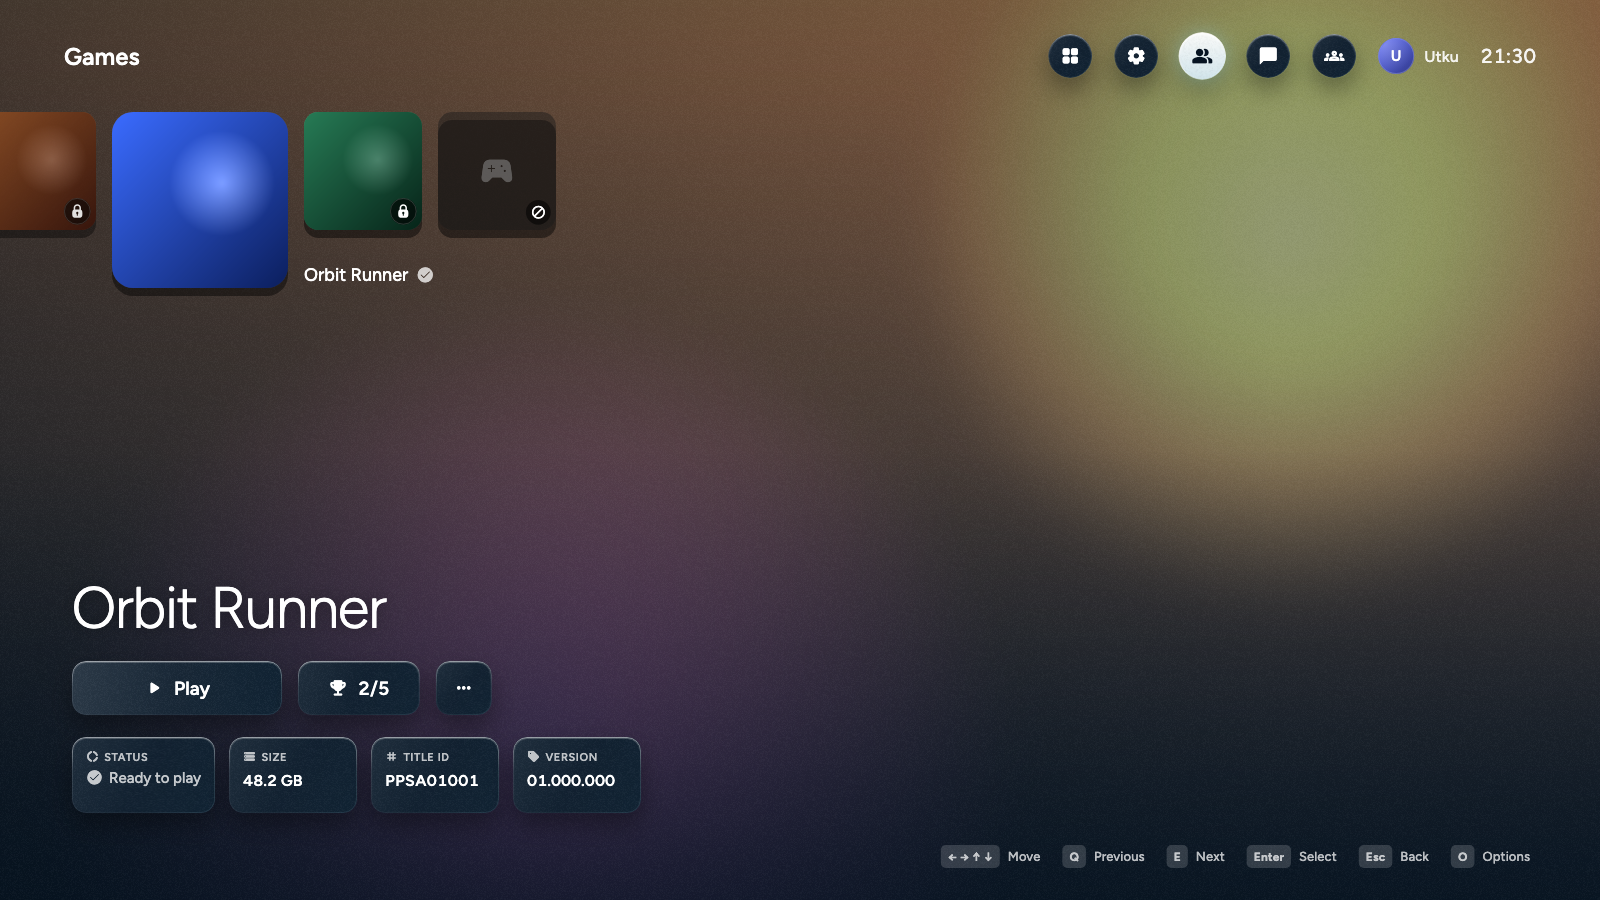 Games
U Utku 21:30
Orbit Runner
Orbit Runner
Play
2/5
STATUS
Ready to play
SIZE
48.2 GB
TITLE ID
PPSA01001
VERSION
01.000.000
Move Q Previous E Next Enter Select Esc Back O Options